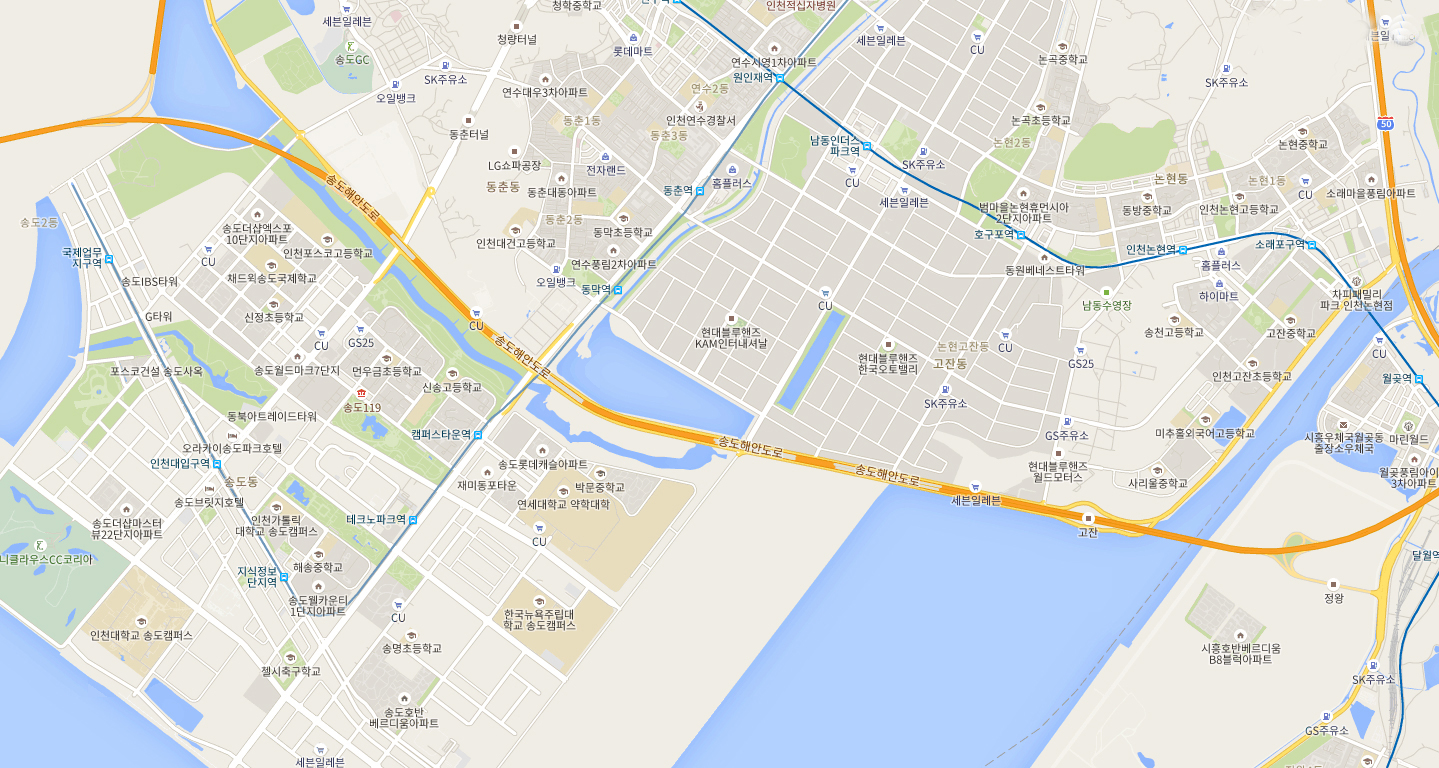 청학중학교
인천적십자병원
세븐일레븐
청량터널
롯데마트
세븐일레븐
CU
송도GC
SK주유소
연수시영1차아파트
원인재역
논곡중학교
SK주유소
오일뱅크
연수대우3차아파트
연수2동
50
동춘터널
동춘1동
인천연수경찰서
동춘3동
논곡초등학교
남동인더스
파크역
논현2동
논현중학교
LG쇼파공장
전자랜드
SK주유소
CU
홈플러스
동춘동
동춘대동아파트
동춘역
세븐일레븐
논현동
논현1동
CU
소래마을풍림아파트
송도해안도로
송도2동
송도더샵엑스포
10단지아파트
동춘2동
동막초등학교
범마을논현휴먼시아
2단지아파트
동방중학교
인천논현고등학교
인천대건고등학교
호구포역
국제업무
지구역
CU
인천포스코고등학교
연수풍림2차아파트
인천논현역
소래포구역
홈플러스
채드윅송도국제학교
오일뱅크
동막역
동원베네스트타워
송도IBS타워
하이마트
차피패밀리
파크 인천논현점
G타워
신정초등학교
CU
CU
남동수영장
송천고등학교
고잔중학교
CU
GS25
현대블루핸즈
KAM인터내셔날
논현고잔동
CU
CU
포스코건설 송도사옥
송도월드마크7단지
먼우금초등학교
송도해안도로
현대블루핸즈
한국오토밸리
고잔동
GS25
인천고잔초등학교
월곶역
신송고등학교
송도119
SK주유소
동북아트레이드타워
캠퍼스타운역
송도해안도로
GS주유소
미추홀외국어고등학교
시흥우체국월곶동
출장소우체국
마린월드
오라카이송도파크호텔
인천대입구역
송도롯데캐슬아파트
송도해안도로
현대블루핸즈
월드모터스
월곶풍림아이
3차아파트
송도동
재미동포타운
박문중학교
사리울중학교
송도브릿지호텔
연세대학교 약학대학
세븐일레븐
송도더샵마스터
뷰22단지아파트
인천가톨릭
대학교 송도캠퍼스
테크노파크역
CU
고잔
니클라우스CC코리아
해송중학교
달월역
지식정보
단지역
송도웰카운티
1단지아파트
CU
한국뉴욕주립대
학교 송도캠퍼스
정왕
인천대학교 송도캠퍼스
송명초등학교
시흥호반베르디움
B8블럭아파트
첼시축구학교
SK주유소
송도호반
베르디움아파트
GS주유소
세븐일레븐